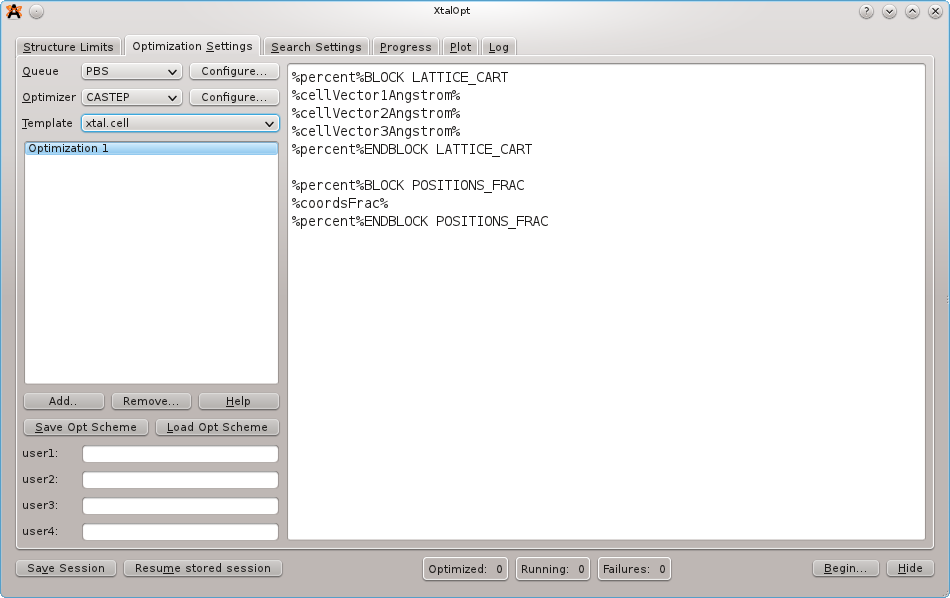 XtalOpt
Structure Limits
Optimization Settings
Search Settings
Progress
Plot
Log
Queue
PBS
Configure...
Optimizer
CASTEP
Configure...
Template
xtal.cell
Optimization 1
%percent%BLOCK LATTICE_CART
%cellVector1Angstrom%
%cellVector2Angstrom%
%cellVector3Angstrom%
%percent%ENDBLOCK LATTICE_CART
%percent%BLOCK POSITIONS_FRAC
%coordsFrac%
%percent%ENDBLOCK POSITIONS_FRAC
Add..
Remove...
Help
Save Opt Scheme
Load Opt Scheme
user1:
user2:
user3:
user4:
Save Session
Resume stored session
Optimized: 0
Running: 0
Failures: 0
Begin...
Hide